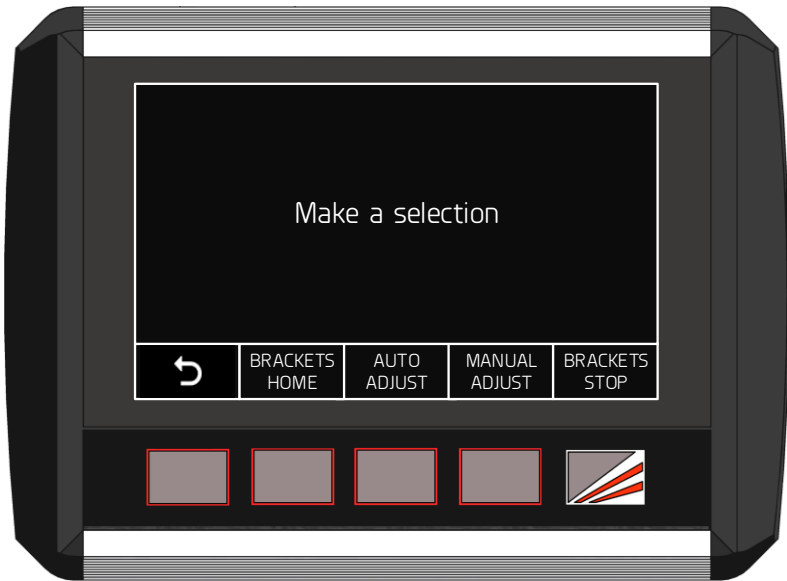 Make a selection
BRACKETS
HOME
AUTO
ADJUST
MANUAL
ADJUST
BRACKETS
STOP